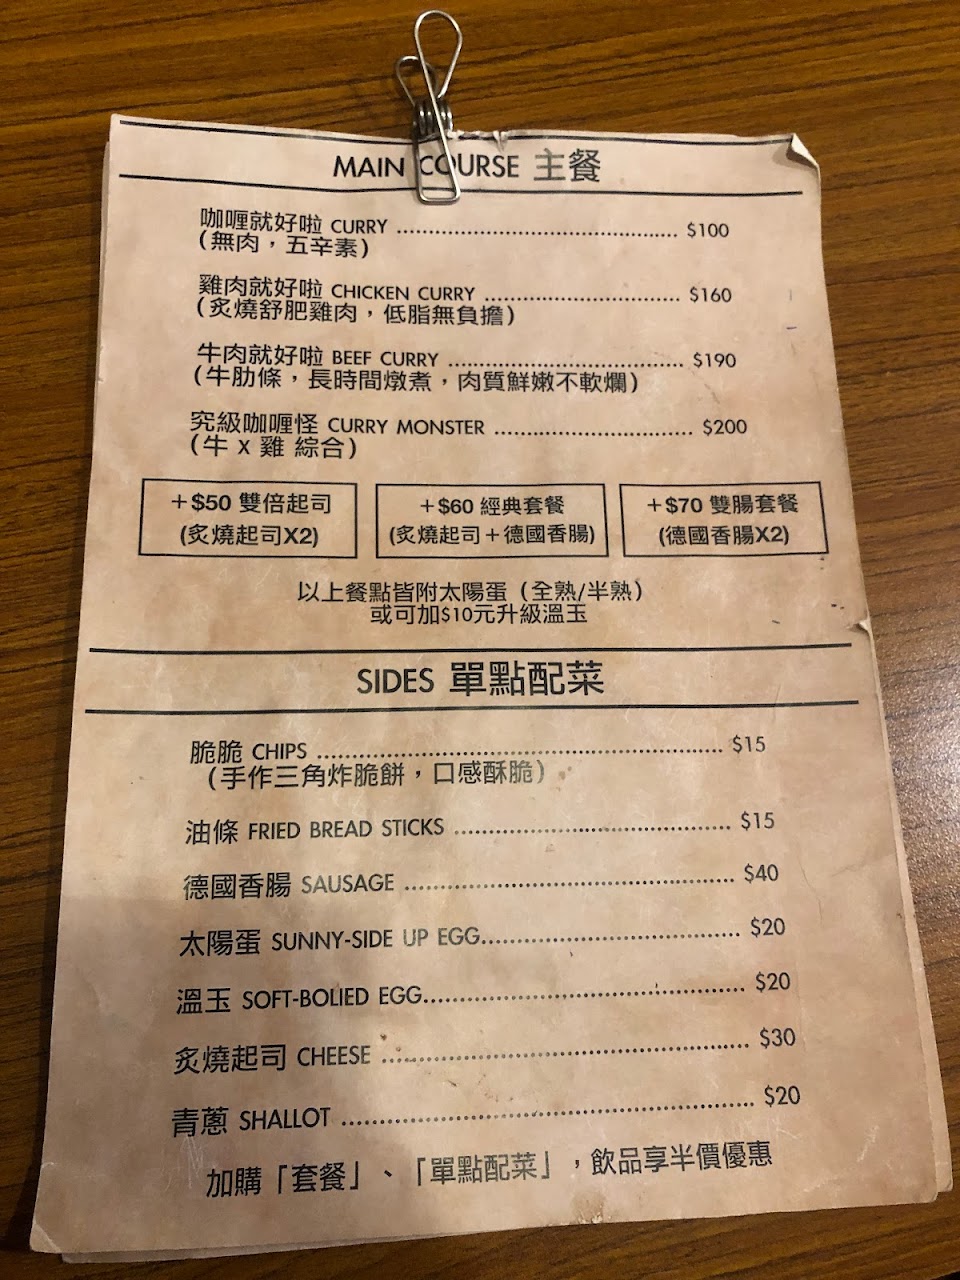 MAIN COURSE 主餐
咖喱就好啦 CURRY ........................................ $100
(無肉，五辛素)
雞肉就好啦 CHICKEN CURRY ............................ $160
(炙燒舒肥雞肉，低脂無負擔)
牛肉就好啦 BEEF CURRY .................................. $190
(牛肋條，長時間燉煮，肉質鮮嫩不軟爛)
究級咖喱怪 CURRY MONSTER ............................ $200
(牛 X 雞 綜合)
＋$50 雙倍起司
(炙燒起司X2)
＋$60 經典套餐
(炙燒起司＋德國香腸)
＋$70 雙腸套餐
(德國香腸X2)
以上餐點皆附太陽蛋（全熟/半熟）
或可加$10元升級溫玉
SIDES 單點配菜
脆脆 CHIPS ......................................................... $15
(手作三角炸脆餅，口感酥脆)
油條 FRIED BREAD STICKS ....................................... $15
德國香腸 SAUSAGE .............................................. $40
太陽蛋 SUNNY-SIDE UP EGG..................................... $20
溫玉 SOFT-BOLIED EGG............................................. $20
炙燒起司 CHEESE .................................................... $30
青蔥 SHALLOT .......................................................... $20
加購「套餐」、「單點配菜」，飲品享半價優惠